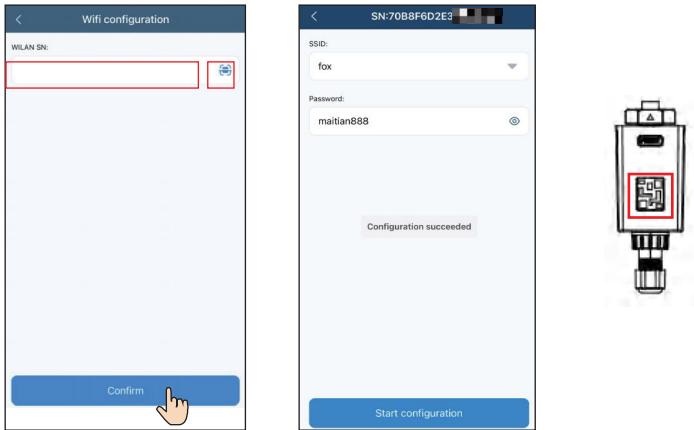 Wifi configuration
WILAN SN:
Confirm
SN:70B8F6D2E3
SSID:
fox
Password:
maitian888
Configuration succeeded
Start configuration